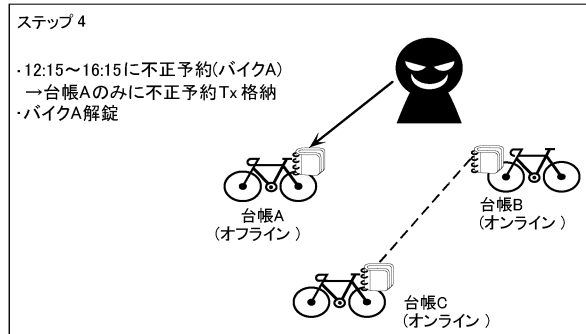 ステップ4
・12:15～16:15に不正予約(バイクA)
→台帳Aのみに不正予約Tx格納
・バイクA解錠
台帳A
(オフライン)
台帳B
(オンライン)
台帳C
(オンライン)